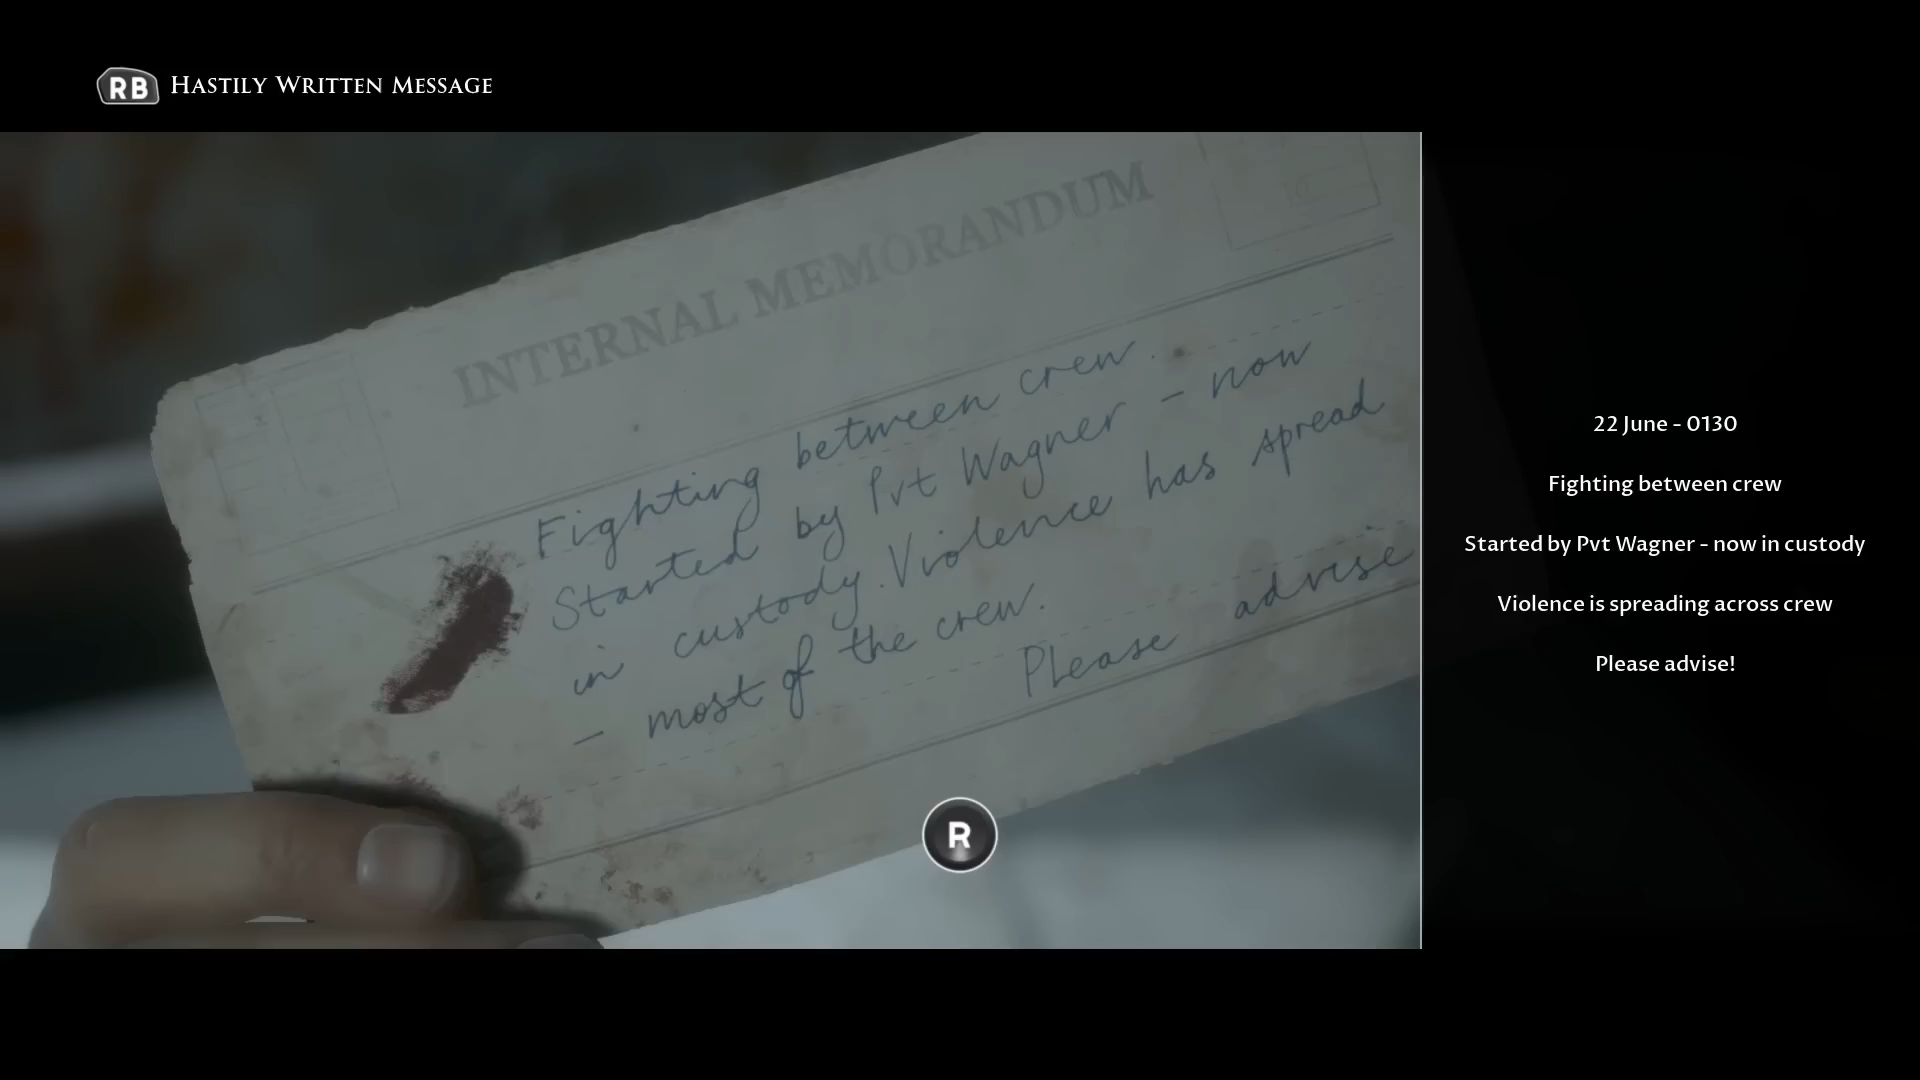 RB HASTILY WRITTEN MESSAGE
INTERNAL MEMORANDUM
Fighting between crew.
Started by Pvt Wagner - now
in custody. Violence has spread
- most of the crew.
Please advise
R
22 June - 0130
Fighting between crew
Started by Pvt Wagner - now in custody
Violence is spreading across crew
Please advise!